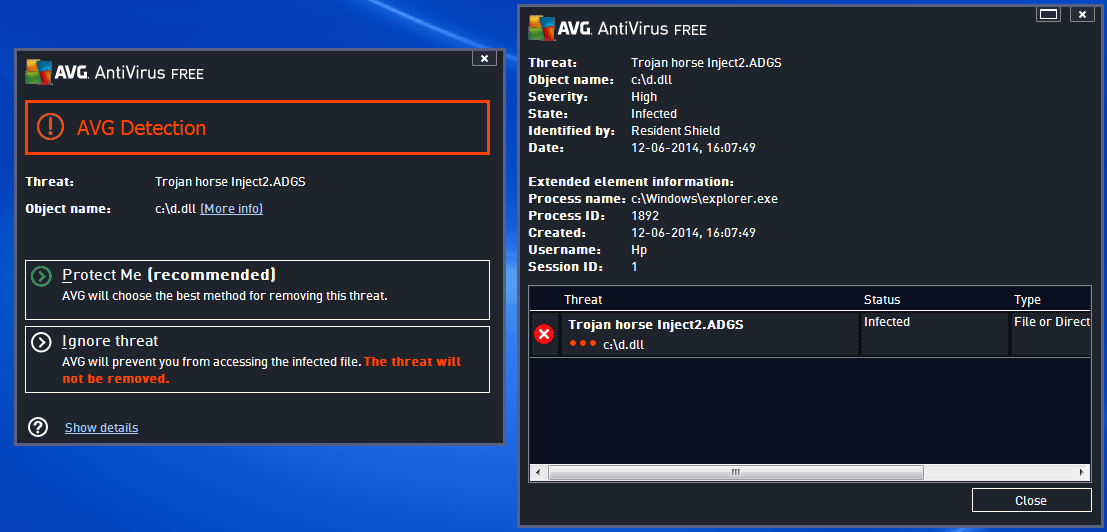 AVG. AntiVirus FREE
AVG Detection
Threat: Trojan horse Inject2.ADGS
Object name: c:\d.dll (More info)
Protect Me (recommended)
AVG will choose the best method for removing this threat.
Ignore threat
AVG will prevent you from accessing the infected file. The threat will
not be removed.
Show details
AVG. AntiVirus FREE
Threat: Trojan horse Inject2.ADGS
Object name: c:\d.dll
Severity: High
State: Infected
Identified by: Resident Shield
Date: 12-06-2014, 16:07:49
Extended element information:
Process name: c:\Windows\explorer.exe
Process ID: 1892
Created: 12-06-2014, 16:07:49
Username: Hp
Session ID: 1
Threat Status Type
Trojan horse Inject2.ADGS Infected File or Direct
c:\d.dll
Close